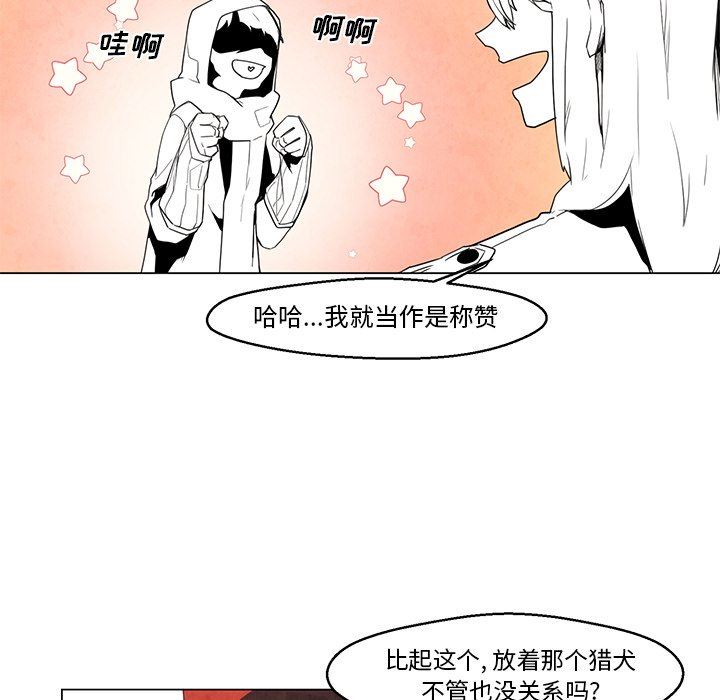 哇啊
啊啊
哈哈...我就当作是称赞
比起这个, 放着那个猎犬
不管也没关系吗?